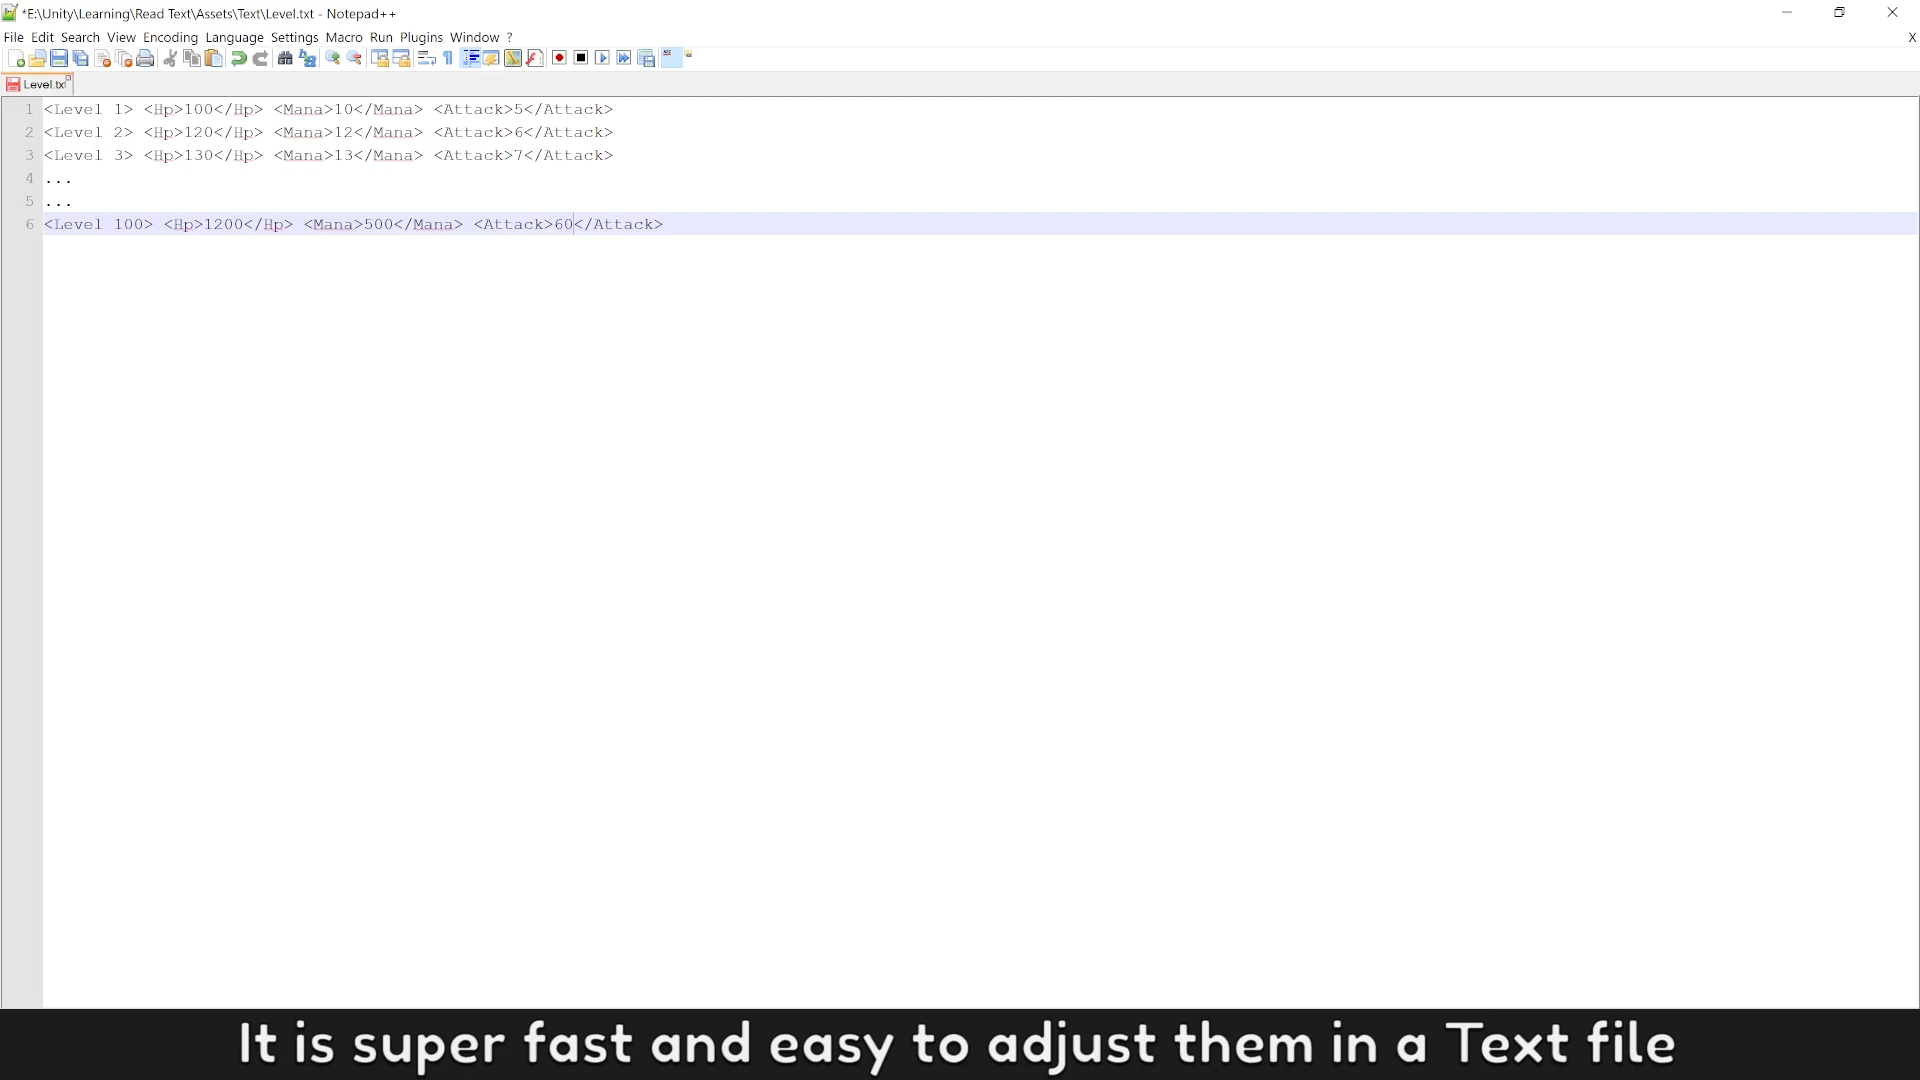 *E:\Unity\Learning\Read Text\Assets\Text\Level.txt - Notepad++
File Edit Search View Encoding Language Settings Macro Run Plugins Window ?
X
Level.txt
1 <Level 1> <Hp>100</Hp> <Mana>10</Mana> <Attack>5</Attack>
2 <Level 2> <Hp>120</Hp> <Mana>12</Mana> <Attack>6</Attack>
3 <Level 3> <Hp>130</Hp> <Mana>13</Mana> <Attack>7</Attack>
4 ...
5 ...
6 <Level 100> <Hp>1200</Hp> <Mana>500</Mana> <Attack>60</Attack>
It is super fast and easy to adjust them in a Text file